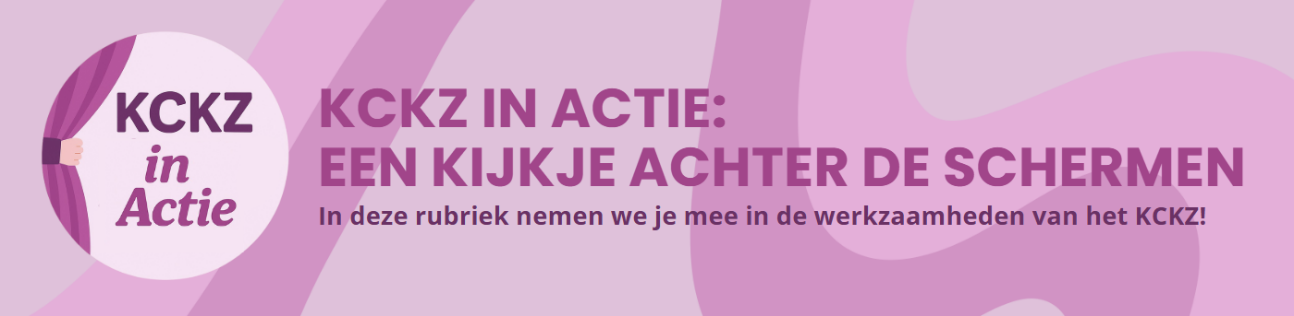 KCKZ
in
Actie
KCKZ IN ACTIE:
EEN KIJKJE ACHTER DE SCHERMEN
In deze rubriek nemen we je mee in de werkzaamheden van het KCKZ!